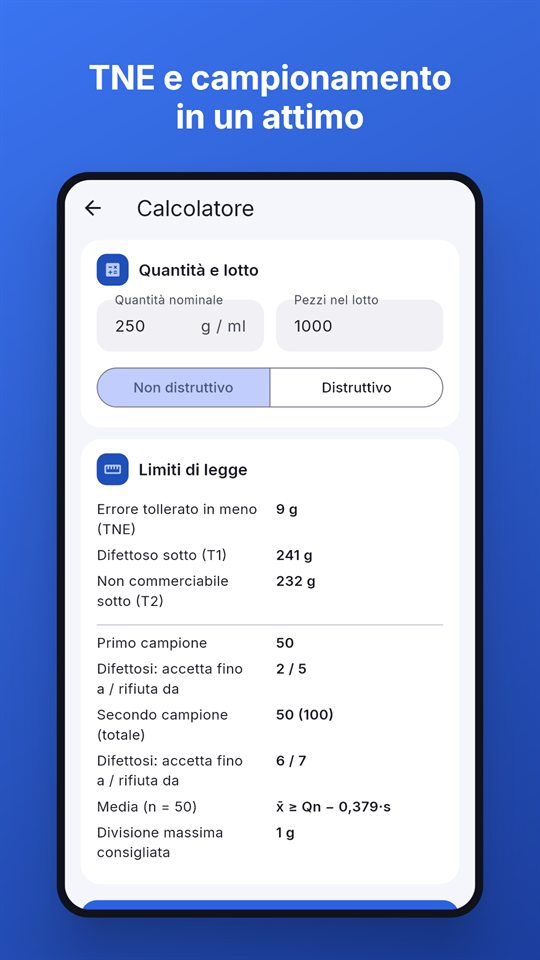 TNE e campionamento
in un attimo
Calcolatore
Quantità e lotto
Quantità nominale
Pezzi nel lotto
250 g / ml
1000
Non distruttivo
Distruttivo
Limiti di legge
Errore tollerato in meno 9 g
(TNE)
Difettoso sotto (T1) 241 g
Non commerciabile 232 g
sotto (T2)
Primo campione 50
Difettosi: accetta fino 2 / 5
a / rifiuta da
Secondo campione 50 (100)
(totale)
Difettosi: accetta fino 6 / 7
a / rifiuta da
Media (n = 50) x̄ ≥ Qn − 0,379·s
Divisione massima 1 g
consigliata